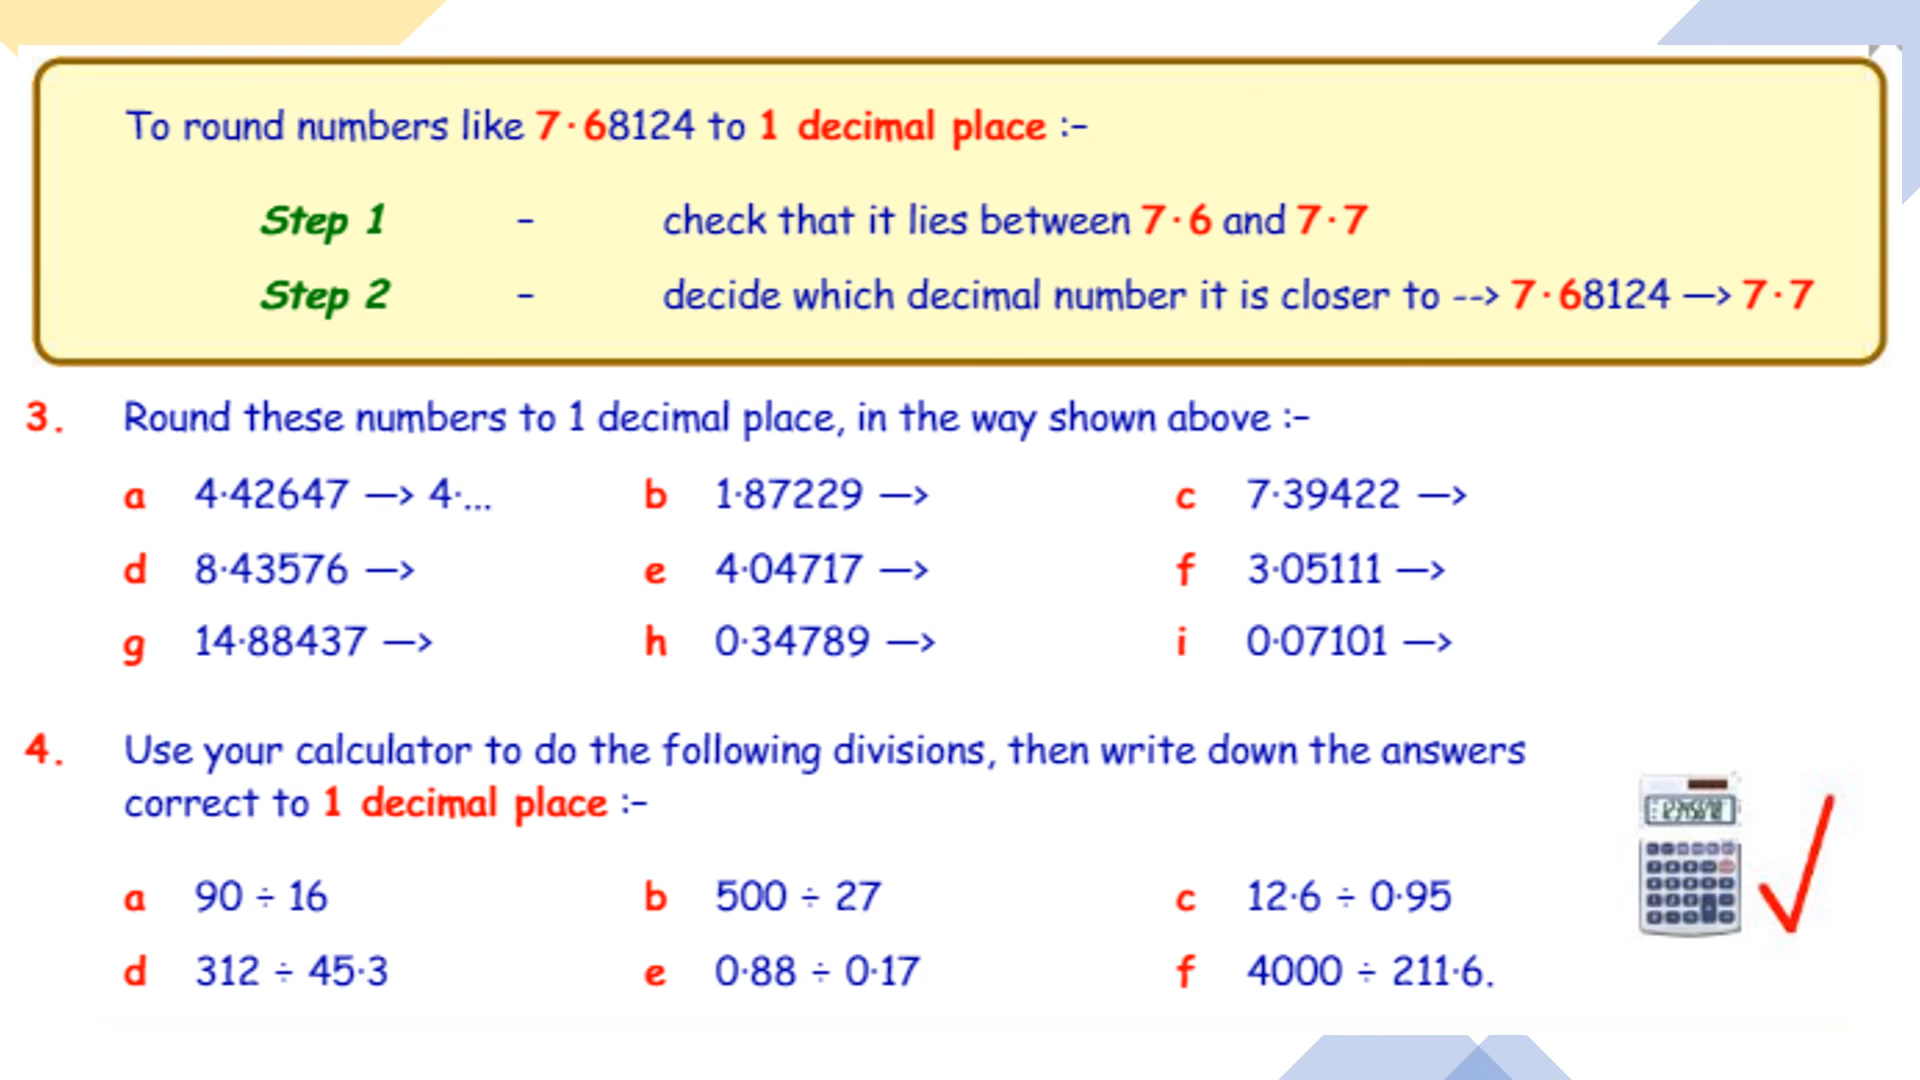 To round numbers like 7·68124 to 1 decimal place :-
Step 1 - check that it lies between 7·6 and 7·7
Step 2 - decide which decimal number it is closer to --> 7·68124 —> 7·7
3. Round these numbers to 1 decimal place, in the way shown above :-
a 4·42647 —> 4·... b 1·87229 —> c 7·39422 —>
d 8·43576 —> e 4·04717 —> f 3·05111 —>
g 14·88437 —> h 0·34789 —> i 0·07101 —>
4. Use your calculator to do the following divisions, then write down the answers
correct to 1 decimal place :-
a 90 ÷ 16 b 500 ÷ 27 c 12·6 ÷ 0·95
d 312 ÷ 45·3 e 0·88 ÷ 0·17 f 4000 ÷ 211·6.